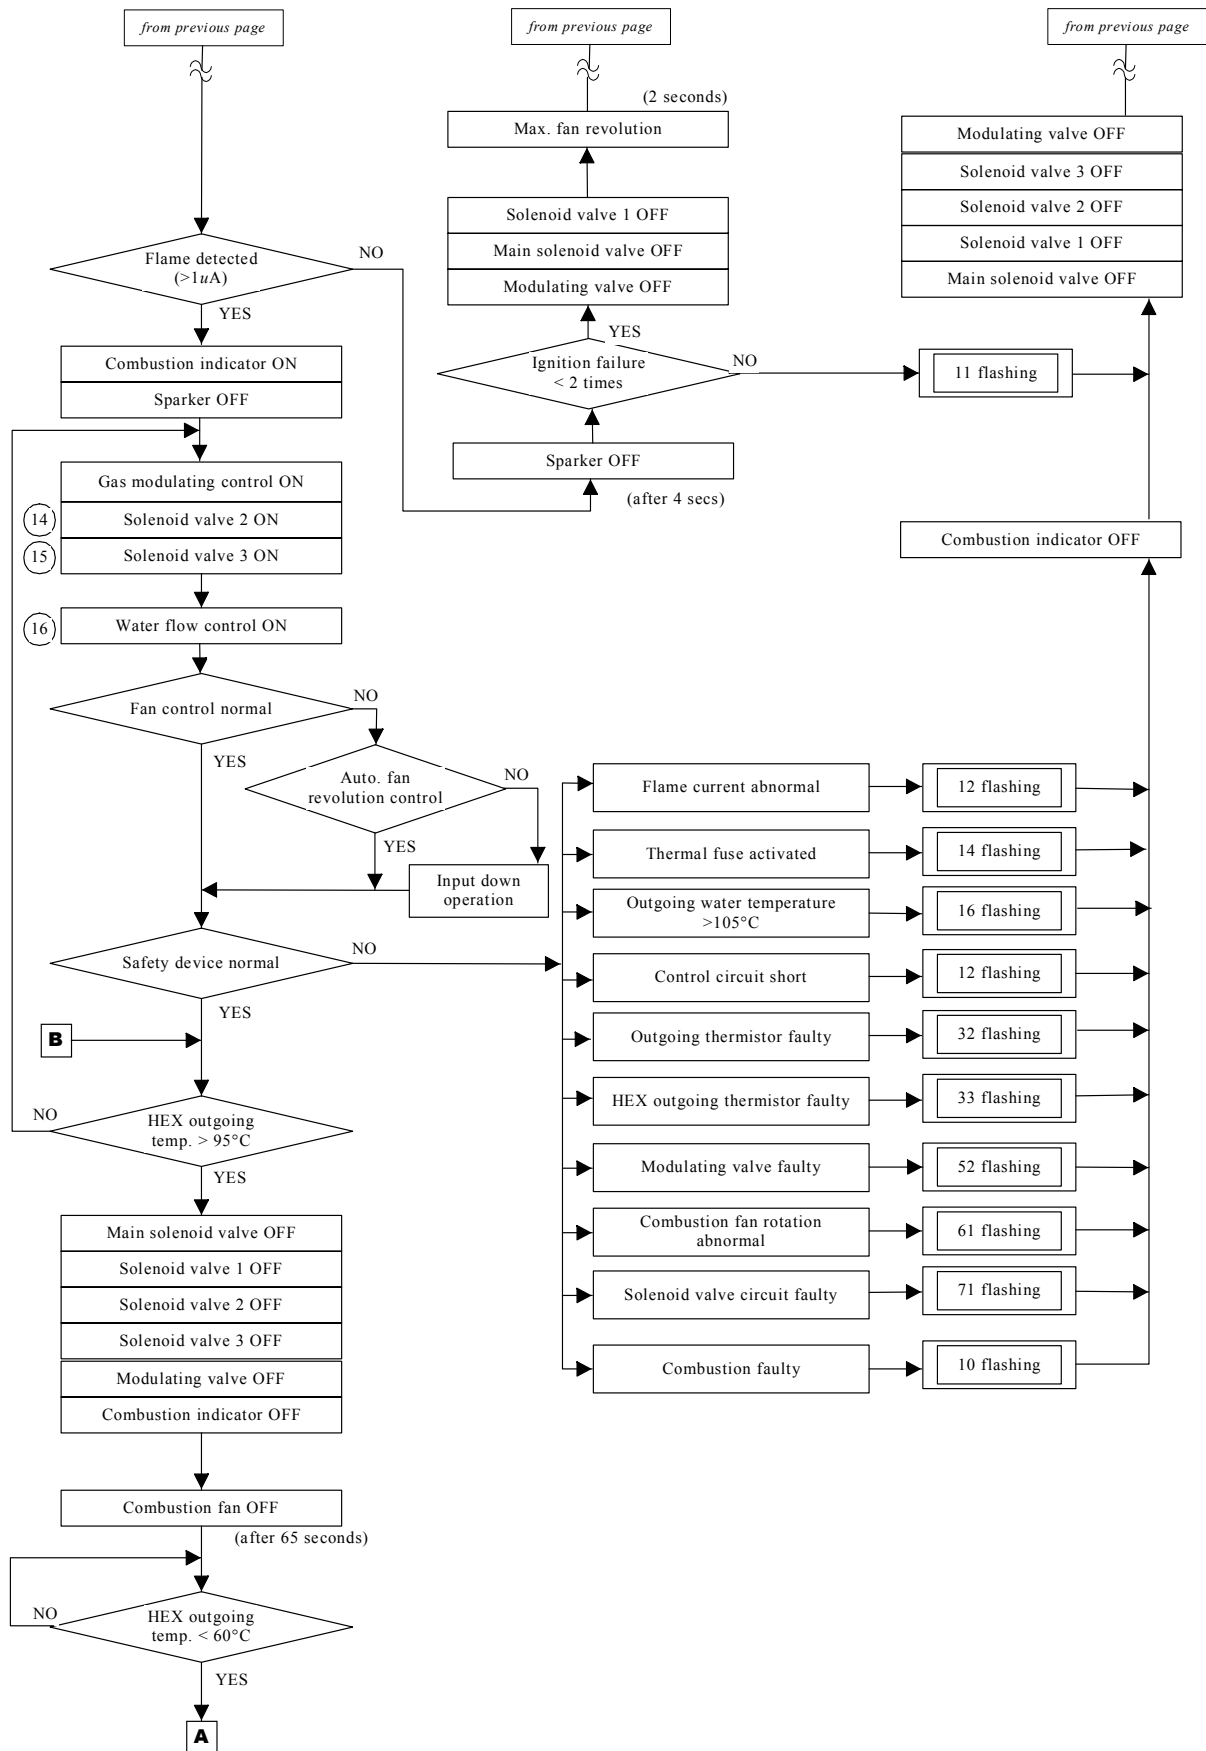 from previous page
from previous page
from previous page
(2 seconds)
Max. fan revolution
Modulating valve OFF
Solenoid valve 3 OFF
Solenoid valve 2 OFF
Solenoid valve 1 OFF
Main solenoid valve OFF
Solenoid valve 1 OFF
Main solenoid valve OFF
Modulating valve OFF
Flame detected
(>1uA)
NO
YES
YES
Ignition failure
< 2 times
NO
11 flashing
Combustion indicator ON
Sparker OFF
Sparker OFF
(after 4 secs)
Gas modulating control ON
14
Solenoid valve 2 ON
15
Solenoid valve 3 ON
Combustion indicator OFF
16
Water flow control ON
Fan control normal
NO
YES
Auto. fan
revolution control
NO
YES
Input down
operation
Safety device normal
NO
YES
Flame current abnormal
12 flashing
Thermal fuse activated
14 flashing
Outgoing water temperature
>105°C
16 flashing
Control circuit short
12 flashing
Outgoing thermistor faulty
32 flashing
HEX outgoing thermistor faulty
33 flashing
Modulating valve faulty
52 flashing
Combustion fan rotation
abnormal
61 flashing
Solenoid valve circuit faulty
71 flashing
Combustion faulty
10 flashing
B
NO
HEX outgoing
temp. > 95°C
YES
Main solenoid valve OFF
Solenoid valve 1 OFF
Solenoid valve 2 OFF
Solenoid valve 3 OFF
Modulating valve OFF
Combustion indicator OFF
Combustion fan OFF
(after 65 seconds)
NO
HEX outgoing
temp. < 60°C
YES
A